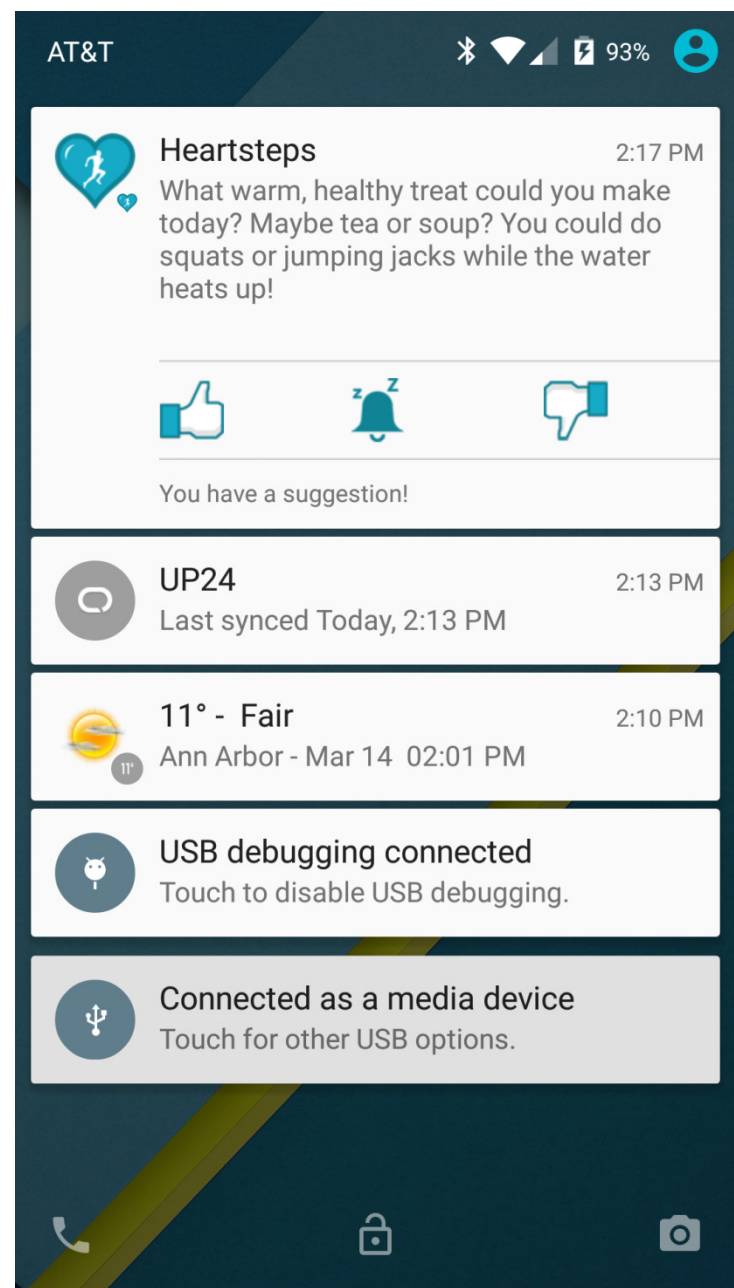 AT&T
93%
Heartsteps 2:17 PM
What warm, healthy treat could you make
today? Maybe tea or soup? You could do
squats or jumping jacks while the water
heats up!
z z
You have a suggestion!
UP24 2:13 PM
Last synced Today, 2:13 PM
11° - Fair 2:10 PM
11°
Ann Arbor - Mar 14 02:01 PM
USB debugging connected
Touch to disable USB debugging.
Connected as a media device
Touch for other USB options.